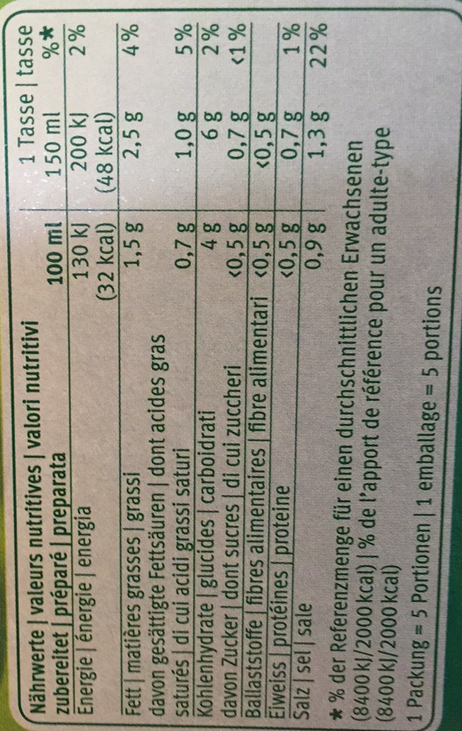 Nährwerte | valeurs nutritives | valori nutritivi 1 Tasse | tasse
zubereitet | préparé | preparata 100 ml 150 ml %*
Energie | énergie | energia 130 kJ 200 kJ 2%
(32 kcal) (48 kcal)
Fett | matières grasses | grassi 1,5 g 2,5 g 4%
davon gesättigte Fettsäuren | dont acides gras
saturés | di cui acidi grassi saturi 0,7 g 1,0 g 5%
Kohlenhydrate | glucides | carboidrati 4 g 6 g 2%
davon Zucker | dont sucres | di cui zuccheri <0,5 g 0,7 g <1%
Ballaststoffe | fibres alimentaires | fibre alimentari <0,5 g <0,5 g
Eiweiss | protéines | proteine <0,5 g 0,7 g 1%
Salz | sel | sale 0,9 g 1,3 g 22%
* % der Referenzmenge für einen durchschnittlichen Erwachsenen
(8400 kJ/2000 kcal) | % de l'apport de référence pour un adulte-type
(8400 kJ/2000 kcal)
1 Packung = 5 Portionen | 1 emballage = 5 portions